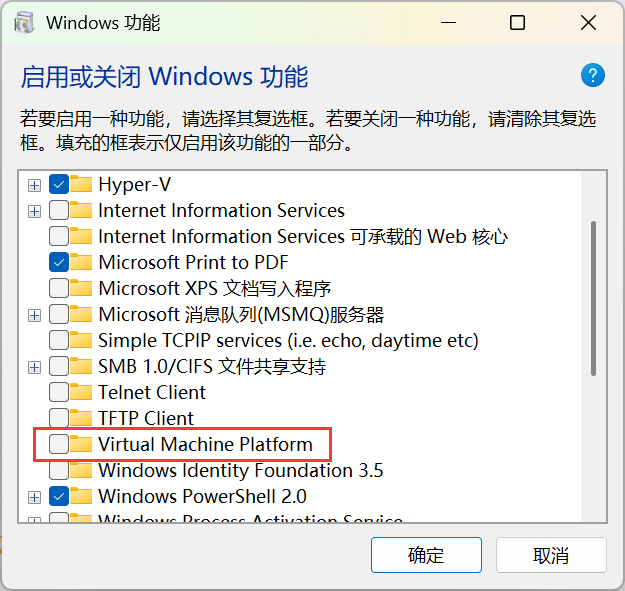 Windows 功能
启用或关闭 Windows 功能
?
若要启用一种功能，请选择其复选框。若要关闭一种功能，请清除其复选
框。填充的框表示仅启用该功能的一部分。
Hyper-V
Internet Information Services
Internet Information Services 可承载的 Web 核心
Microsoft Print to PDF
Microsoft XPS 文档写入程序
Microsoft 消息队列(MSMQ)服务器
Simple TCPIP services (i.e. echo, daytime etc)
SMB 1.0/CIFS 文件共享支持
Telnet Client
TFTP Client
Virtual Machine Platform
Windows Identity Foundation 3.5
Windows PowerShell 2.0
Windows Process Activation Service
确定
取消